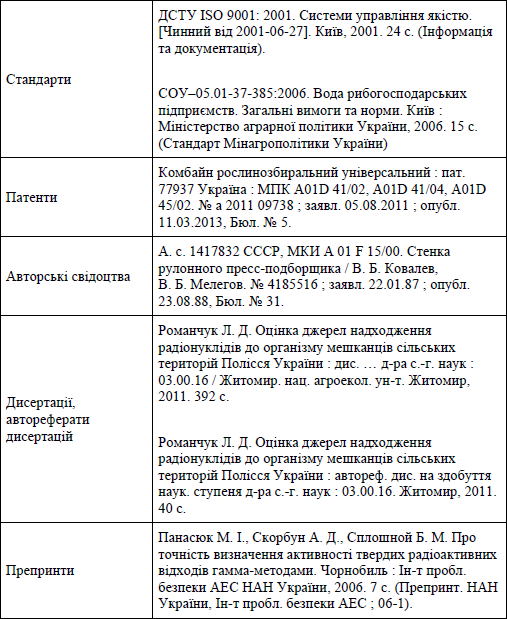 Стандарти
ДСТУ ISO 9001: 2001. Системи управління якістю.
[Чинний від 2001-06-27]. Київ, 2001. 24 с. (Інформація
та документація).
СОУ–05.01-37-385:2006. Вода рибогосподарських
підприємств. Загальні вимоги та норми. Київ :
Міністерство аграрної політики України, 2006. 15 с.
(Стандарт Мінагрополітики України)
Патенти
Комбайн рослинозбиральний універсальний : пат.
77937 Україна : МПК A01D 41/02, A01D 41/04, A01D
45/02. № а 2011 09738 ; заявл. 05.08.2011 ; опубл.
11.03.2013, Бюл. № 5.
Авторські свідоцтва
А. с. 1417832 СССР, МКИ А 01 F 15/00. Стенка
рулонного пресс-подборщика / В. Б. Ковалев,
В. Б. Мелегов. № 4185516 ; заявл. 22.01.87 ; опубл.
23.08.88, Бюл. № 31.
Дисертації,
автореферати
дисертацій
Романчук Л. Д. Оцінка джерел надходження
радіонуклідів до організму мешканців сільських
територій Полісся України : дис. … д-ра с.-г. наук :
03.00.16 / Житомир. нац. агроекол. ун-т. Житомир,
2011. 392 с.
Романчук Л. Д. Оцінка джерел надходження
радіонуклідів до організму мешканців сільських
територій Полісся України : автореф. дис. на здобуття
наук. ступеня д-ра с.-г. наук : 03.00.16. Житомир, 2011.
40 с.
Препринти
Панасюк М. І., Скорбун А. Д., Сплошной Б. М. Про
точність визначення активності твердих радіоактивних
відходів гамма-методами. Чорнобиль : Ін-т пробл.
безпеки АЕС НАН України, 2006. 7 с. (Препринт. НАН
України, Ін-т пробл. безпеки АЕС ; 06-1).